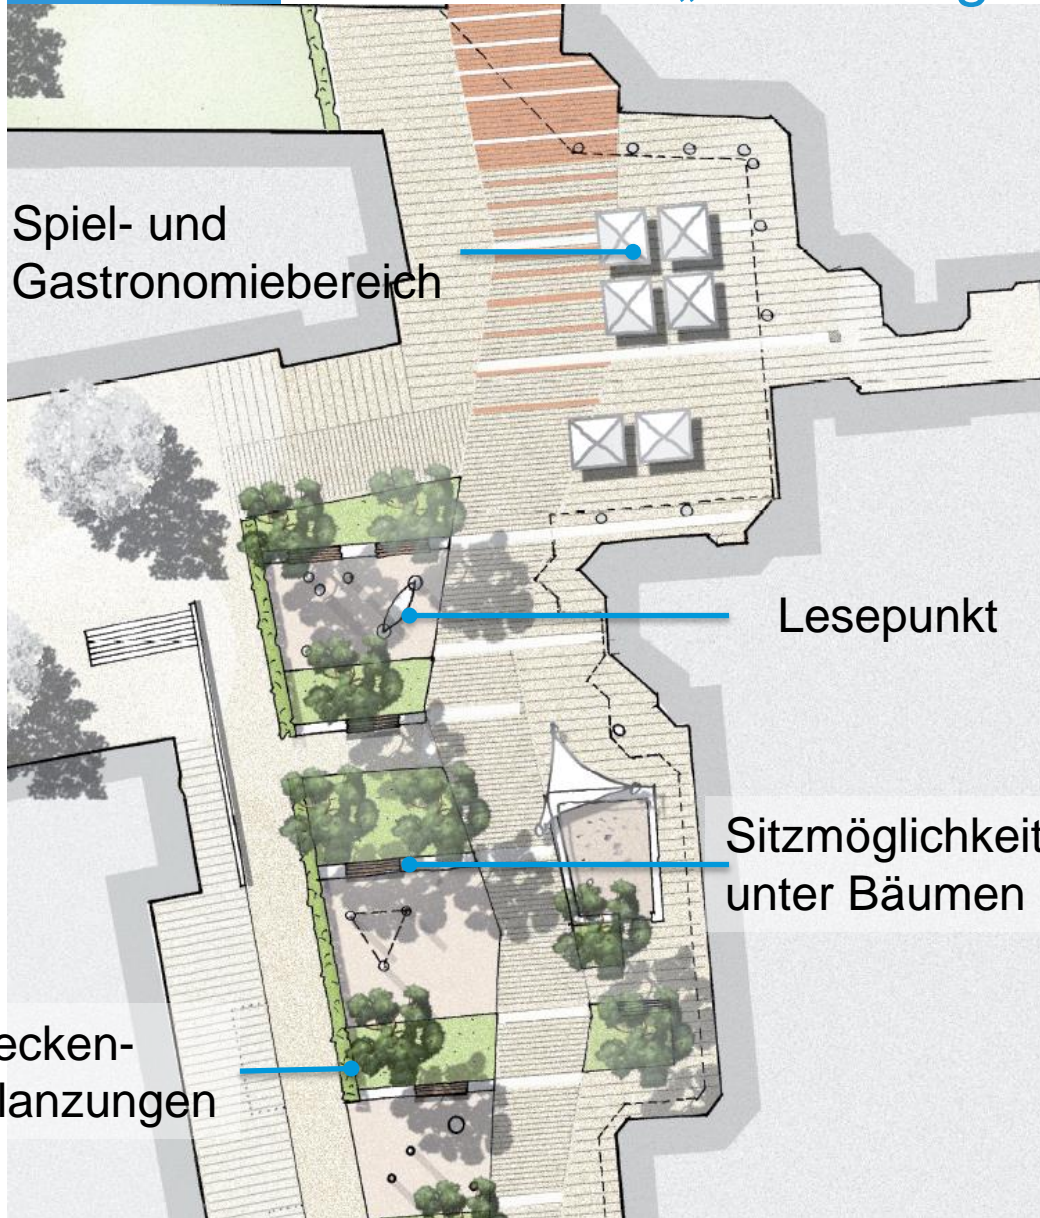 Spiel- und
Gastronomiebereich
Lesepunkt
Sitzmöglichkeit
unter Bäumen
ecken-
lanzungen